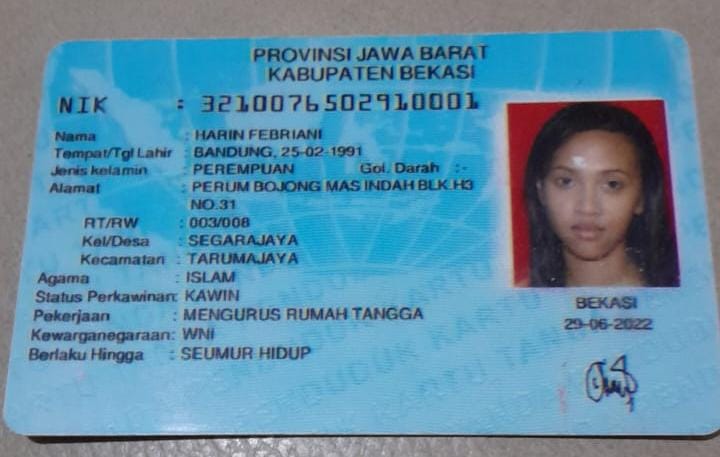 PROVINSI JAWA BARAT
KABUPATEN BEKASI
NIK : 3210076502910001
Nama : HARIN FEBRIANI
Tempat/Tgl Lahir : BANDUNG, 25-02-1991
Jenis kelamin : PEREMPUAN Gol. Darah :-
Alamat : PERUM BOJONG MAS INDAH BLK.H3
NO.31
RT/RW : 003/008
Kel/Desa : SEGARAJAYA
Kecamatan : TARUMAJAYA
Agama : ISLAM
Status Perkawinan: KAWIN
Pekerjaan : MENGURUS RUMAH TANGGA
Kewarganegaraan: WNI
Berlaku Hingga : SEUMUR HIDUP
BEKASI
29-06-2022